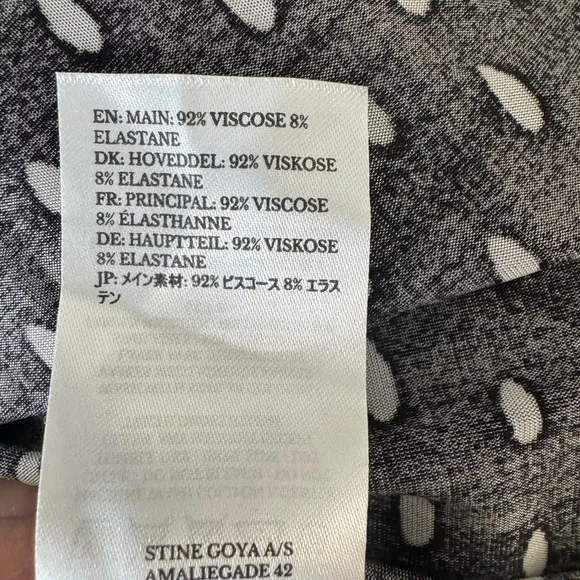 EN: MAIN: 92% VISCOSE 8%
ELASTANE
DK: HOVEDDEL: 92% VISKOSE
8% ELASTANE
FR: PRINCIPAL: 92% VISCOSE
8% ÉLASTHANNE
DE: HAUPTTEIL: 92% VISKOSE
8% ELASTANE
JP: メイン素材: 92% ビスコース 8% エラス
テン
STINE GOYA A/S
AMALIEGADE 42